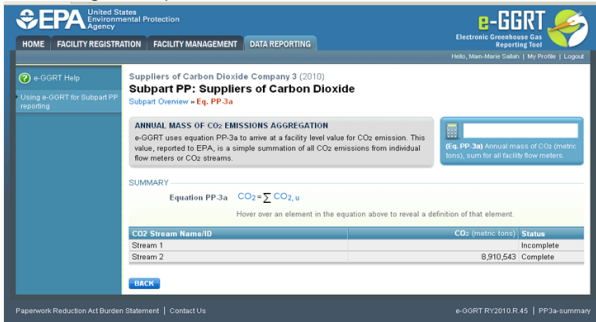 EPA United States
Environmental Protection
Agency
e-GGRT
Electronic Greenhouse Gas
Reporting Tool
HOME FACILITY REGISTRATION FACILITY MANAGEMENT DATA REPORTING
Hello, Man-Marie Salleh | My Profile | Logout
e-GGRT Help
Using e-GGRT for Subpart PP
reporting
Suppliers of Carbon Dioxide Company 3 (2010)
Subpart PP: Suppliers of Carbon Dioxide
Subpart Overview » Eq. PP-3a
ANNUAL MASS OF CO₂ EMISSIONS AGGREGATION
e-GGRT uses equation PP-3a to arrive at a facility level value for CO₂ emission. This
value, reported to EPA, is a simple summation of all CO₂ emissions from individual
flow meters or CO₂ streams.
(Eq. PP-3a) Annual mass of CO₂ (metric
tons), sum for all facility flow meters.
SUMMARY
Equation PP-3a CO₂ = ∑ CO₂, u
Hover over an element in the equation above to reveal a definition of that element.
CO2 Stream Name/ID CO₂ (metric tons) Status
Stream 1 Incomplete
Stream 2 8,910,543 Complete
BACK
Paperwork Reduction Act Burden Statement | Contact Us
e-GGRT RY2010.R.45 | PP3a-summary